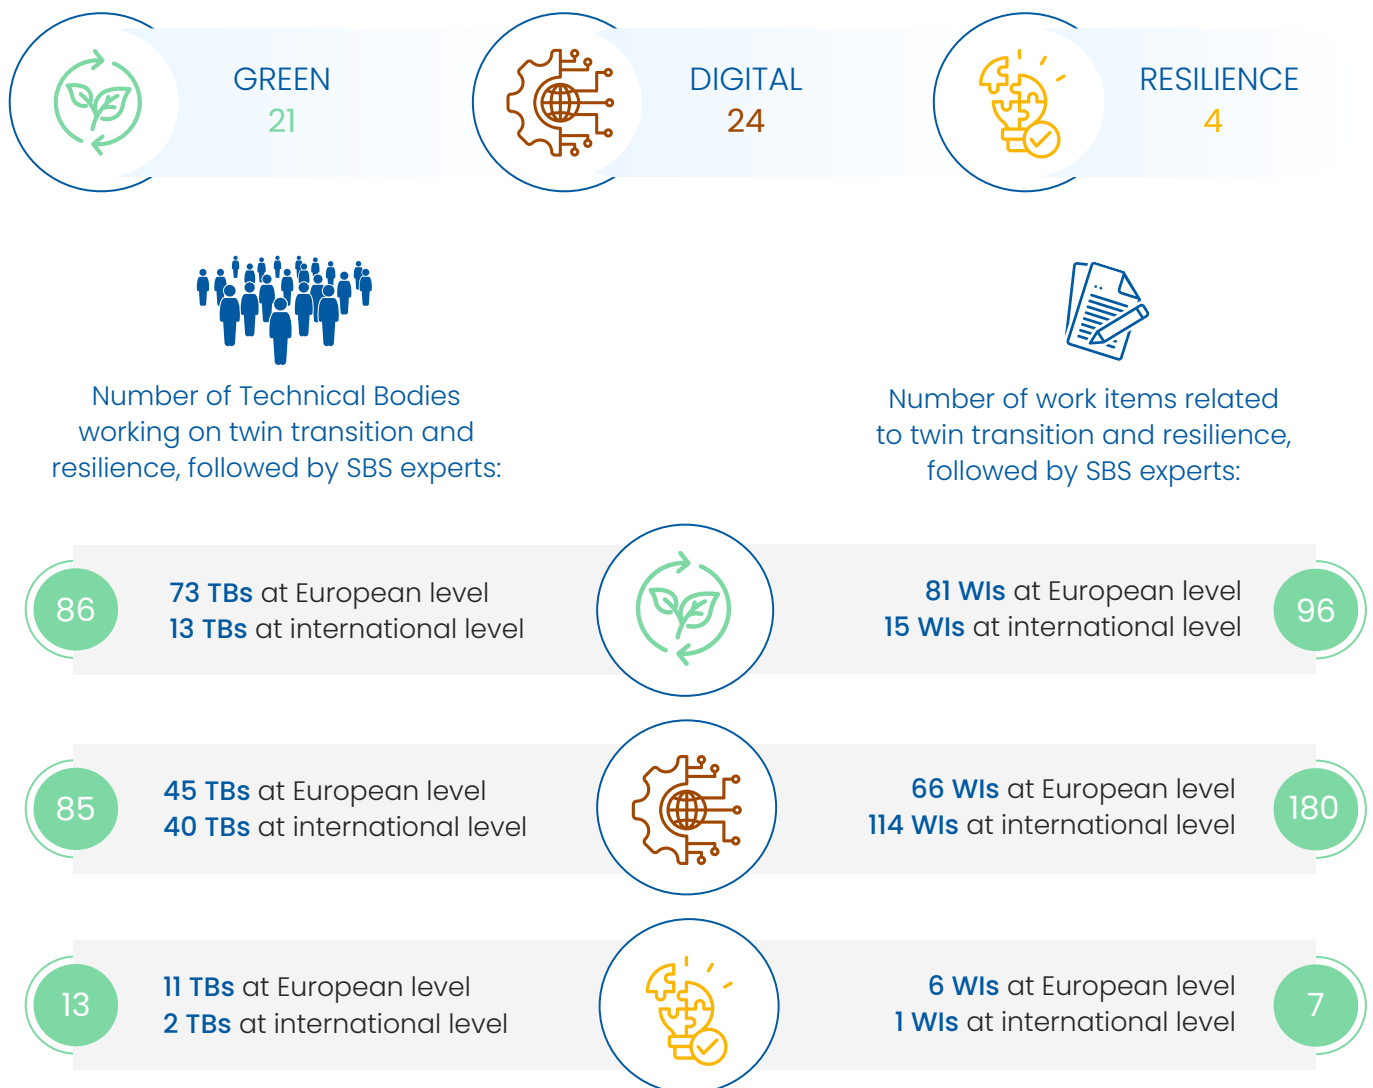 GREEN
21
DIGITAL
24
RESILIENCE
4
Number of Technical Bodies
working on twin transition and
resilience, followed by SBS experts:
Number of work items related
to twin transition and resilience,
followed by SBS experts:
86
73 TBs at European level
13 TBs at international level
81 WIs at European level
15 WIs at international level
96
85
45 TBs at European level
40 TBs at international level
66 WIs at European level
114 WIs at international level
180
13
11 TBs at European level
2 TBs at international level
6 WIs at European level
1 WIs at international level
7